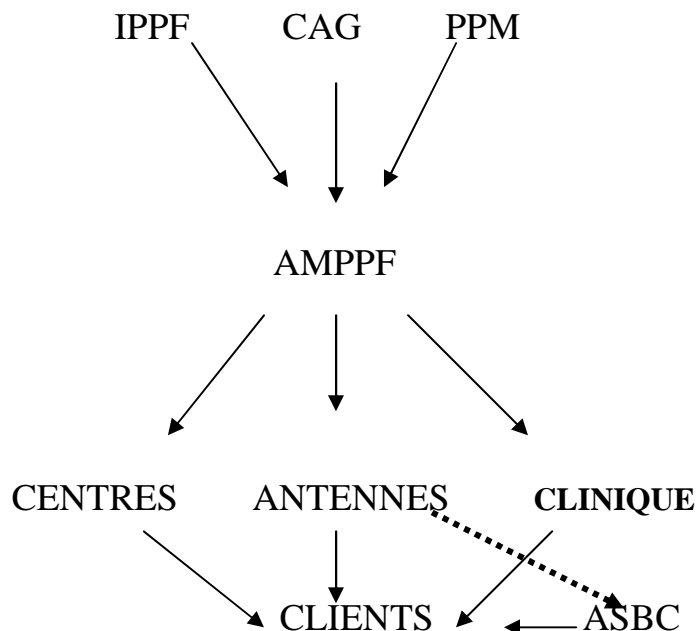 IPPF CAG PPM
AMPPF
CENTRES ANTENNES CLINIQUE
CLIENTS ASBC